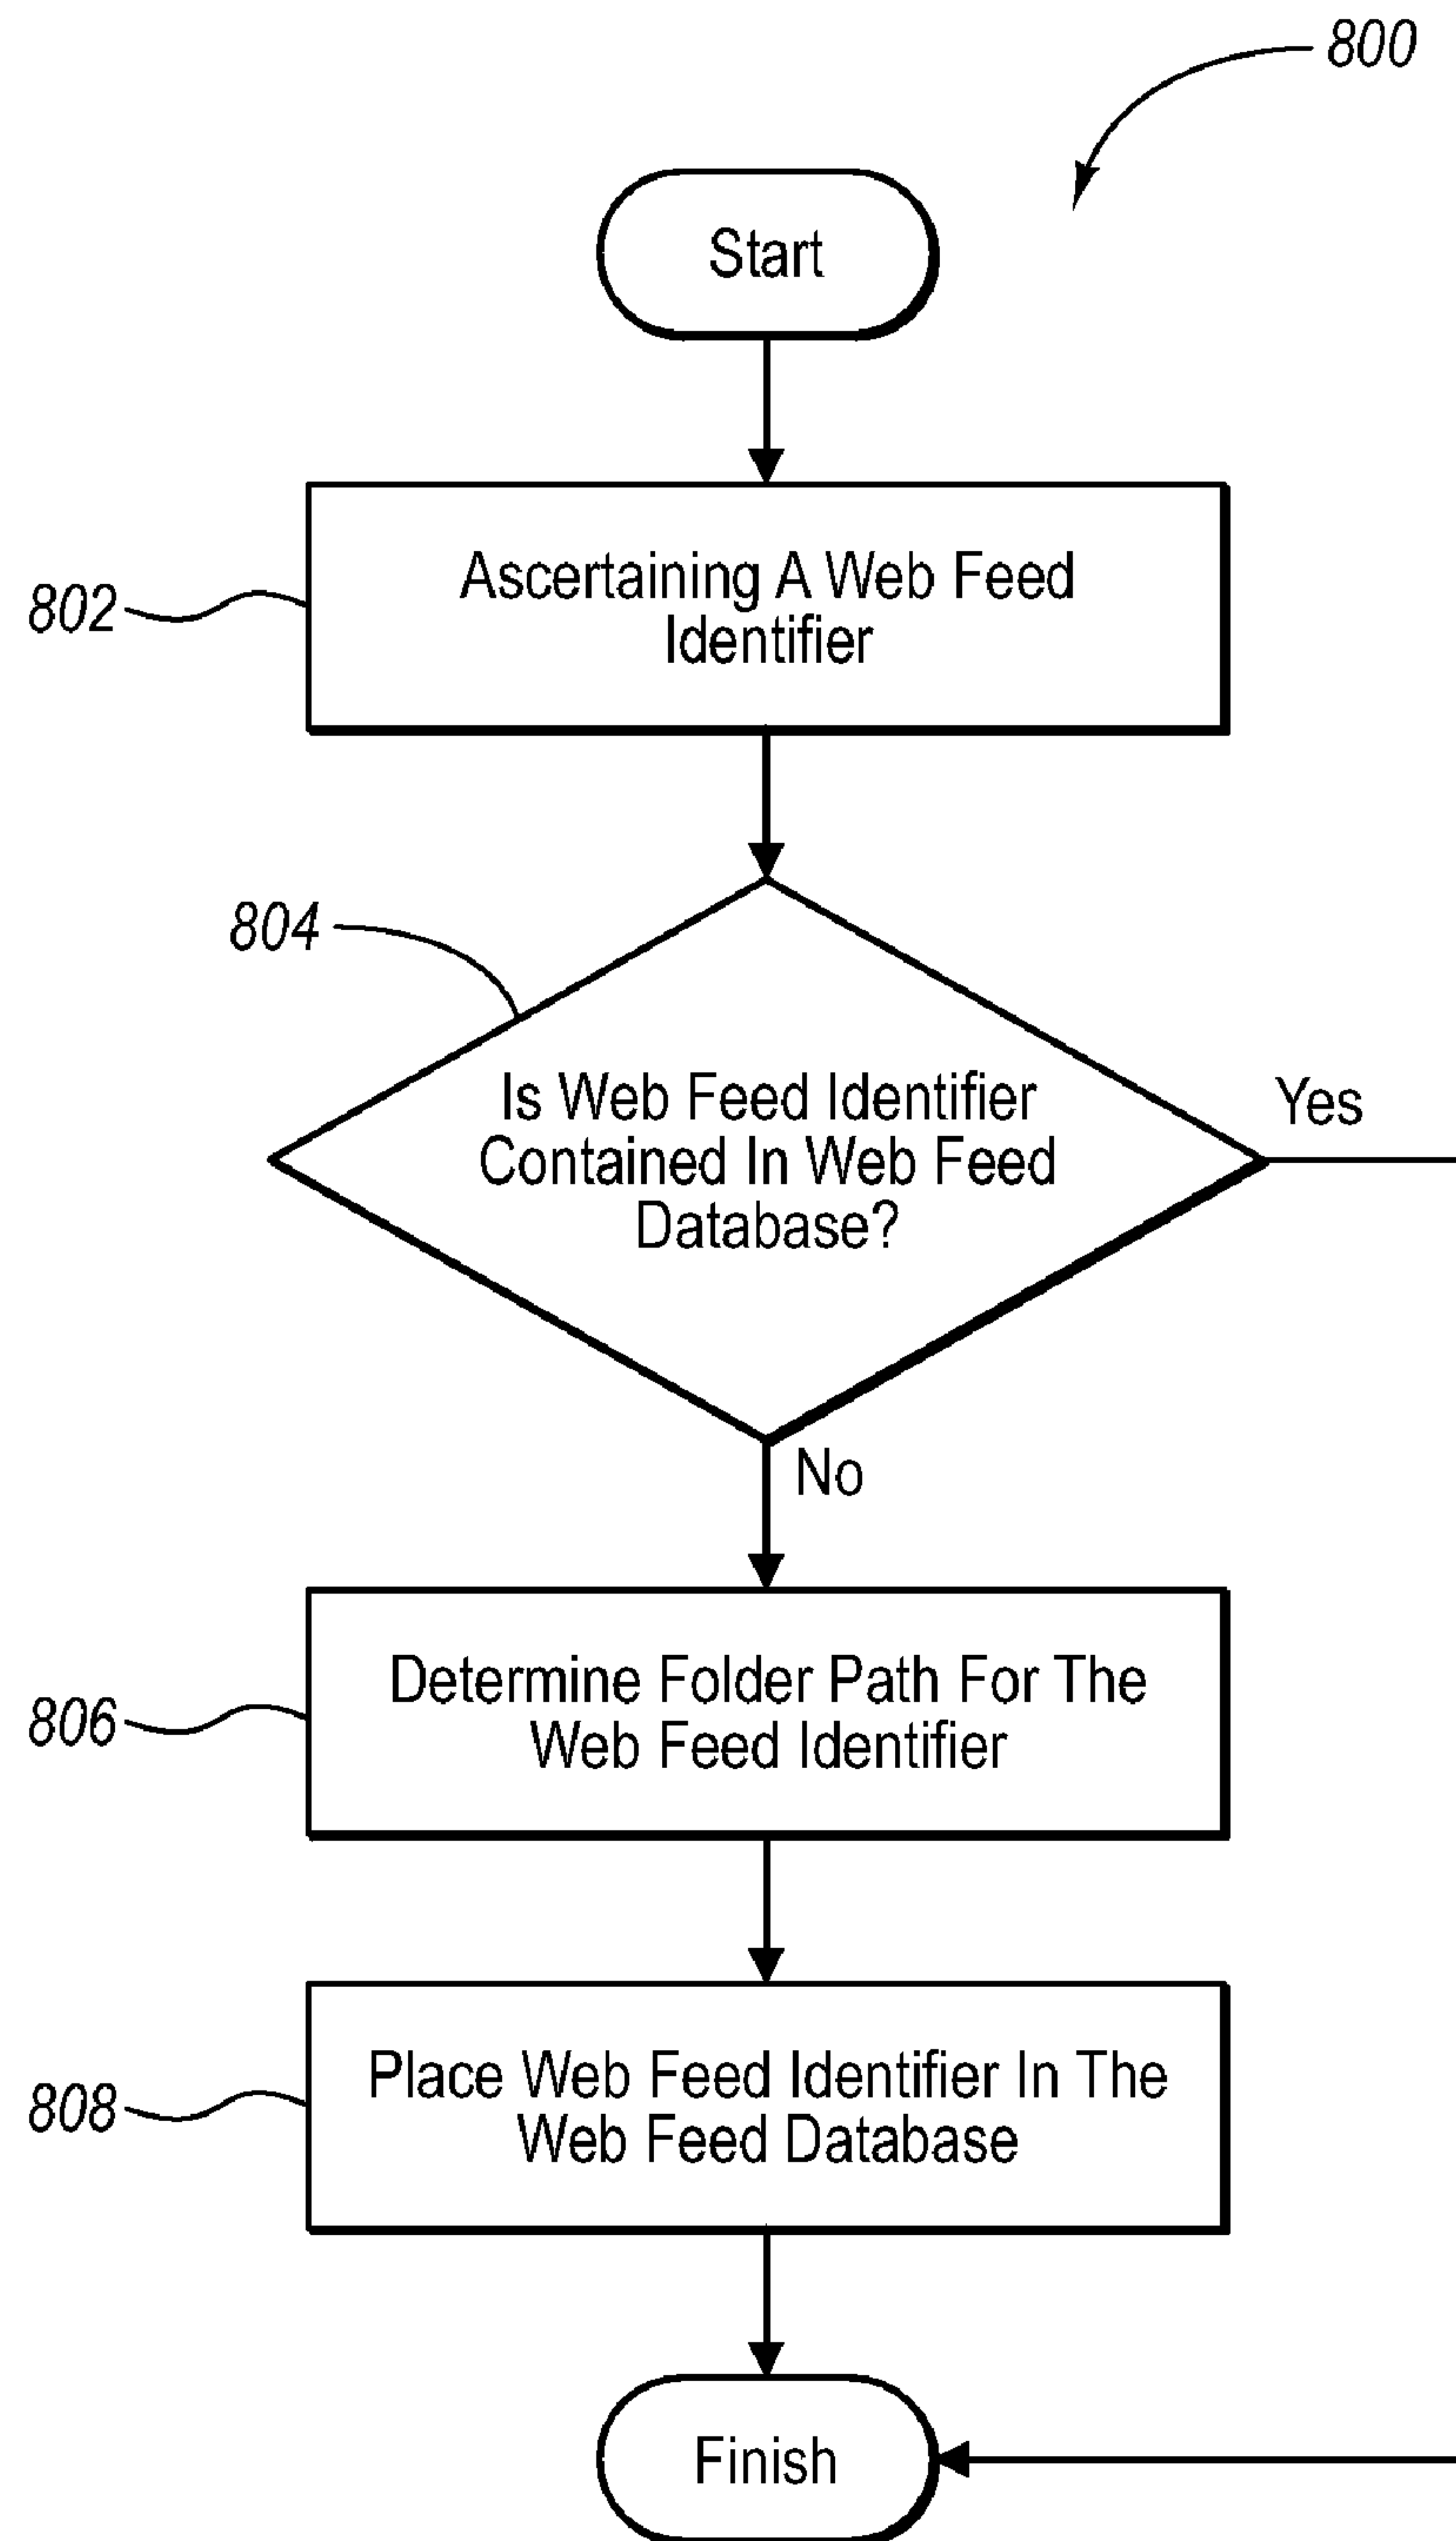 800
Start
802
Ascertaining A Web Feed
Identifier
804
Is Web Feed Identifier
Contained In Web Feed
Database?
Yes
No
806
Determine Folder Path For The
Web Feed Identifier
808
Place Web Feed Identifier In The
Web Feed Database
Finish